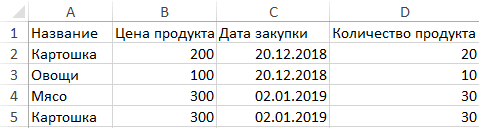 A B C D
1 Название Цена продукта Дата закупки Количество продукта
2 Картошка 200 20.12.2018 20
3 Овощи 100 20.12.2018 10
4 Мясо 300 02.01.2019 30
5 Картошка 300 02.01.2019 30